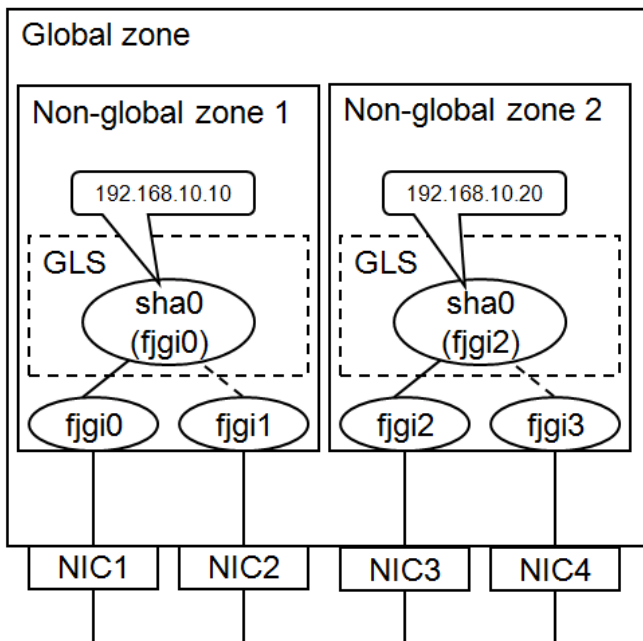 Global zone
Non-global zone 1
Non-global zone 2
192.168.10.10
192.168.10.20
GLS
GLS
sha0
(fjgi0)
sha0
(fjgi2)
fjgi0
fjgi1
fjgi2
fjgi3
NIC1
NIC2
NIC3
NIC4